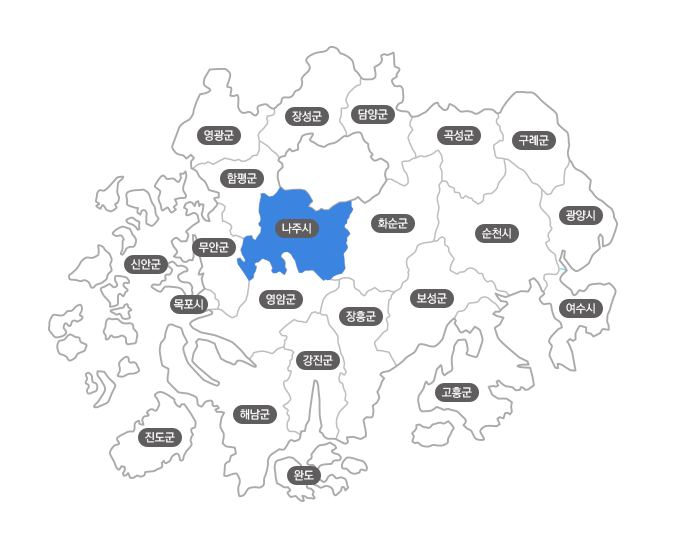 담양군
장성군
영광군
곡성군
구례군
함평군
광양시
화순군
나주시
순천시
무안군
신안군
보성군
영암군
목포시
여수시
장흥군
강진군
고흥군
해남군
진도군
완도